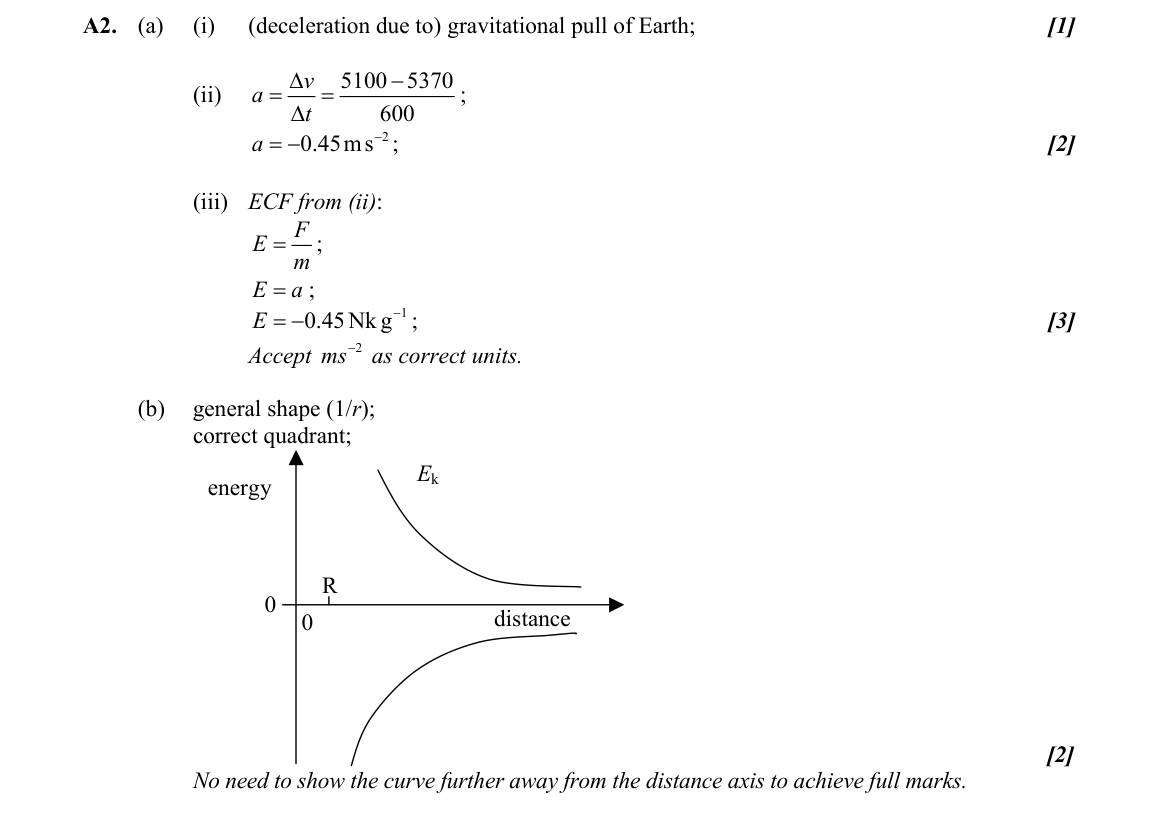 A2. (a) (i) (deceleration due to) gravitational pull of Earth; [1]
(ii) a = Δv/Δt = (5100 – 5370)/600 ;
a = –0.45 m s⁻² ; [2]
(iii) ECF from (ii):
E = F/m ;
E = a ;
E = –0.45 Nk g⁻¹ ; [3]
Accept ms⁻² as correct units.
(b) general shape (1/r);
correct quadrant;
energy
Eₖ
R
0
0
distance
[2]
No need to show the curve further away from the distance axis to achieve full marks.